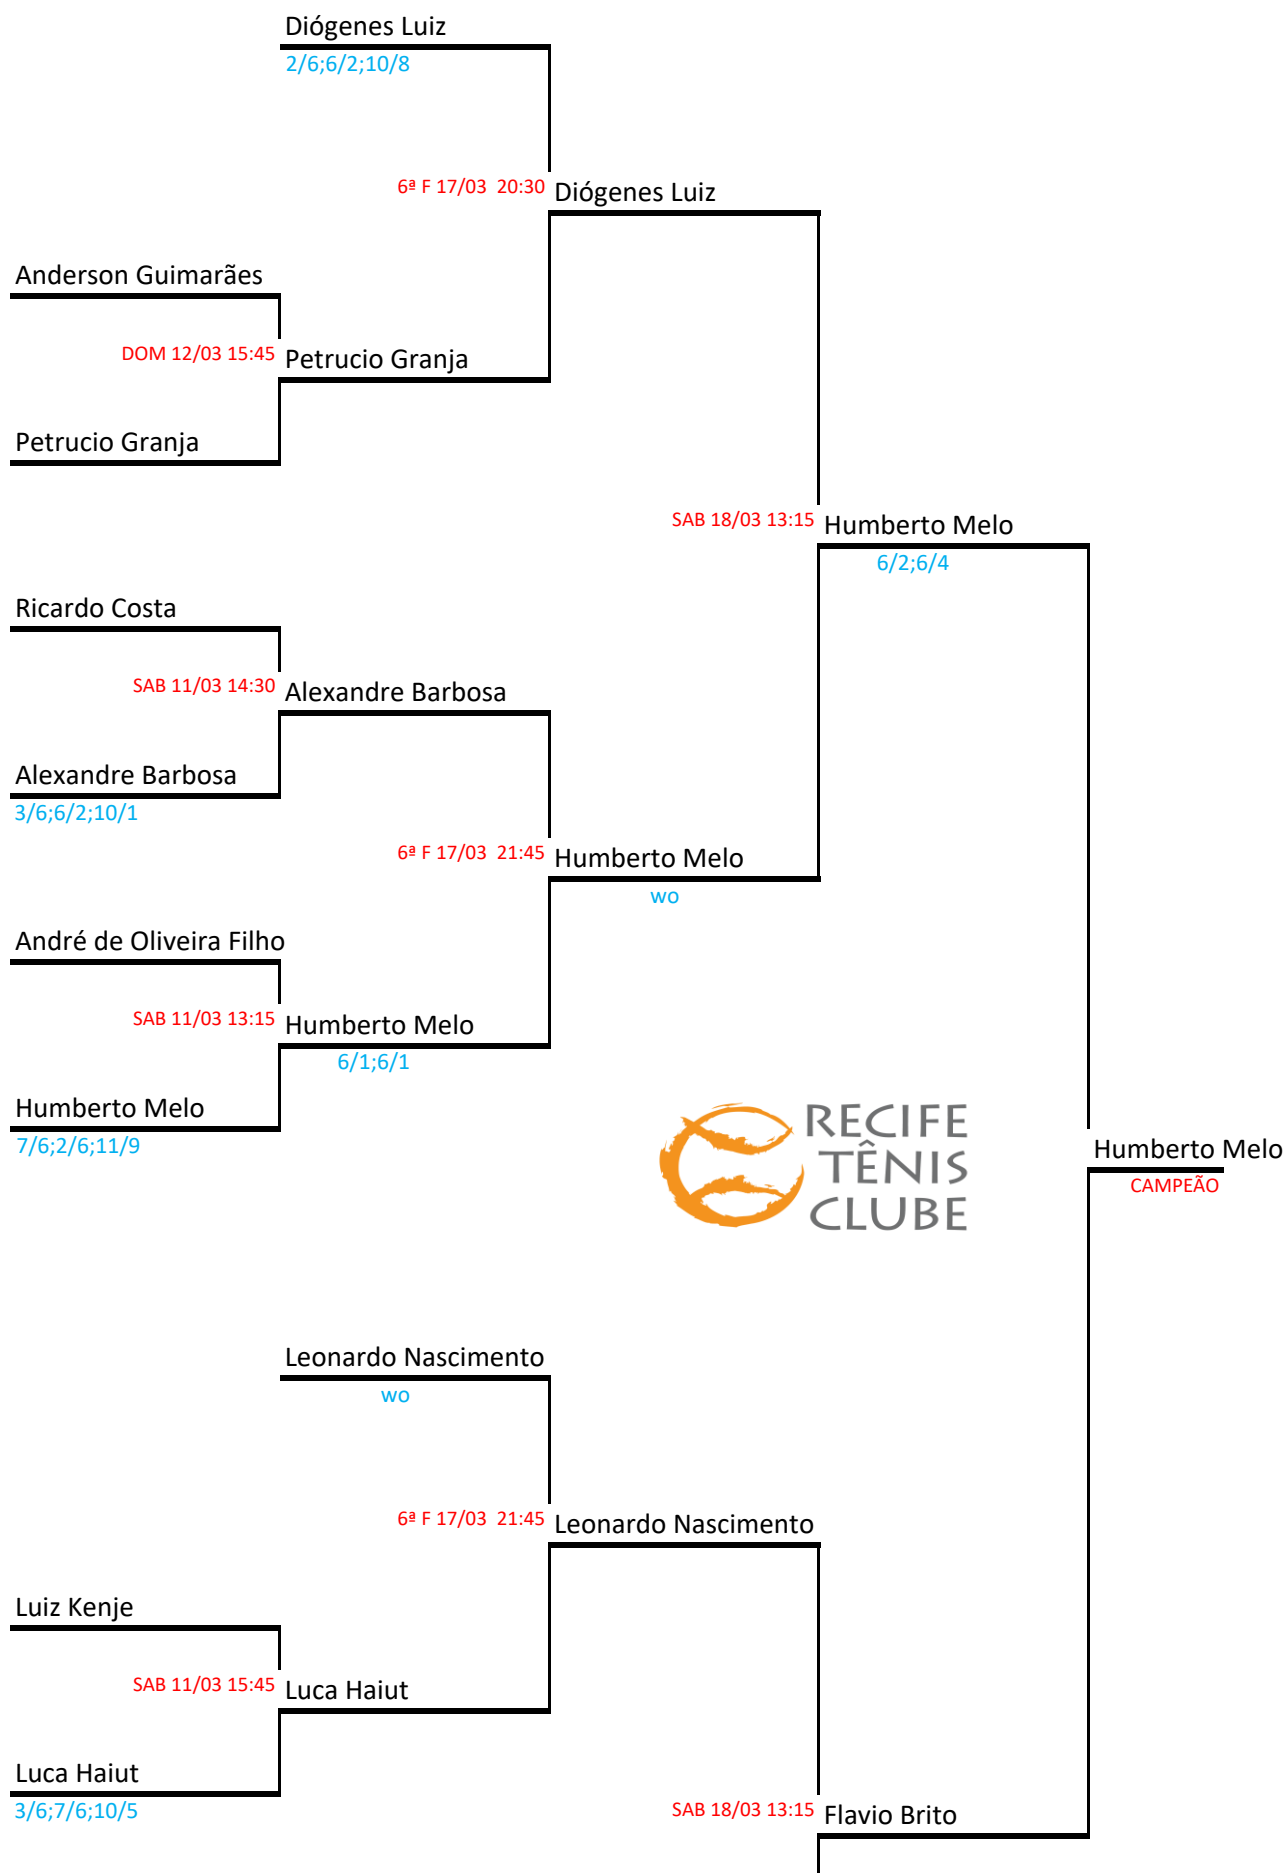 Diógenes Luiz
2/6;6/2;10/8
6ª F 17/03  20:30
Diógenes Luiz
Anderson Guimarães
DOM 12/03 15:45
Petrucio Granja
Petrucio Granja
SAB 18/03 13:15
Humberto Melo
6/2;6/4
Ricardo Costa
SAB 11/03 14:30
Alexandre Barbosa
Alexandre Barbosa
3/6;6/2;10/1
6ª F 17/03  21:45
Humberto Melo
wo
André de Oliveira Filho
SAB 11/03 13:15
Humberto Melo
6/1;6/1
Humberto Melo
7/6;2/6;11/9
RECIFE
TÊNIS
CLUBE
Humberto Melo
CAMPEÃO
Leonardo Nascimento
wo
6ª F 17/03  21:45
Leonardo Nascimento
Luiz Kenje
SAB 11/03 15:45
Luca Haiut
Luca Haiut
3/6;7/6;10/5
SAB 18/03 13:15
Flavio Brito